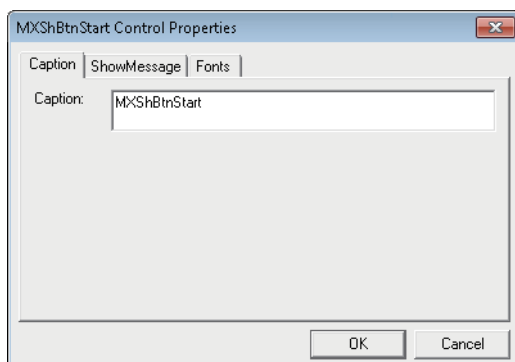 MXShBtnStart Control Properties
Caption ShowMessage Fonts
Caption: MXShBtnStart
OK Cancel